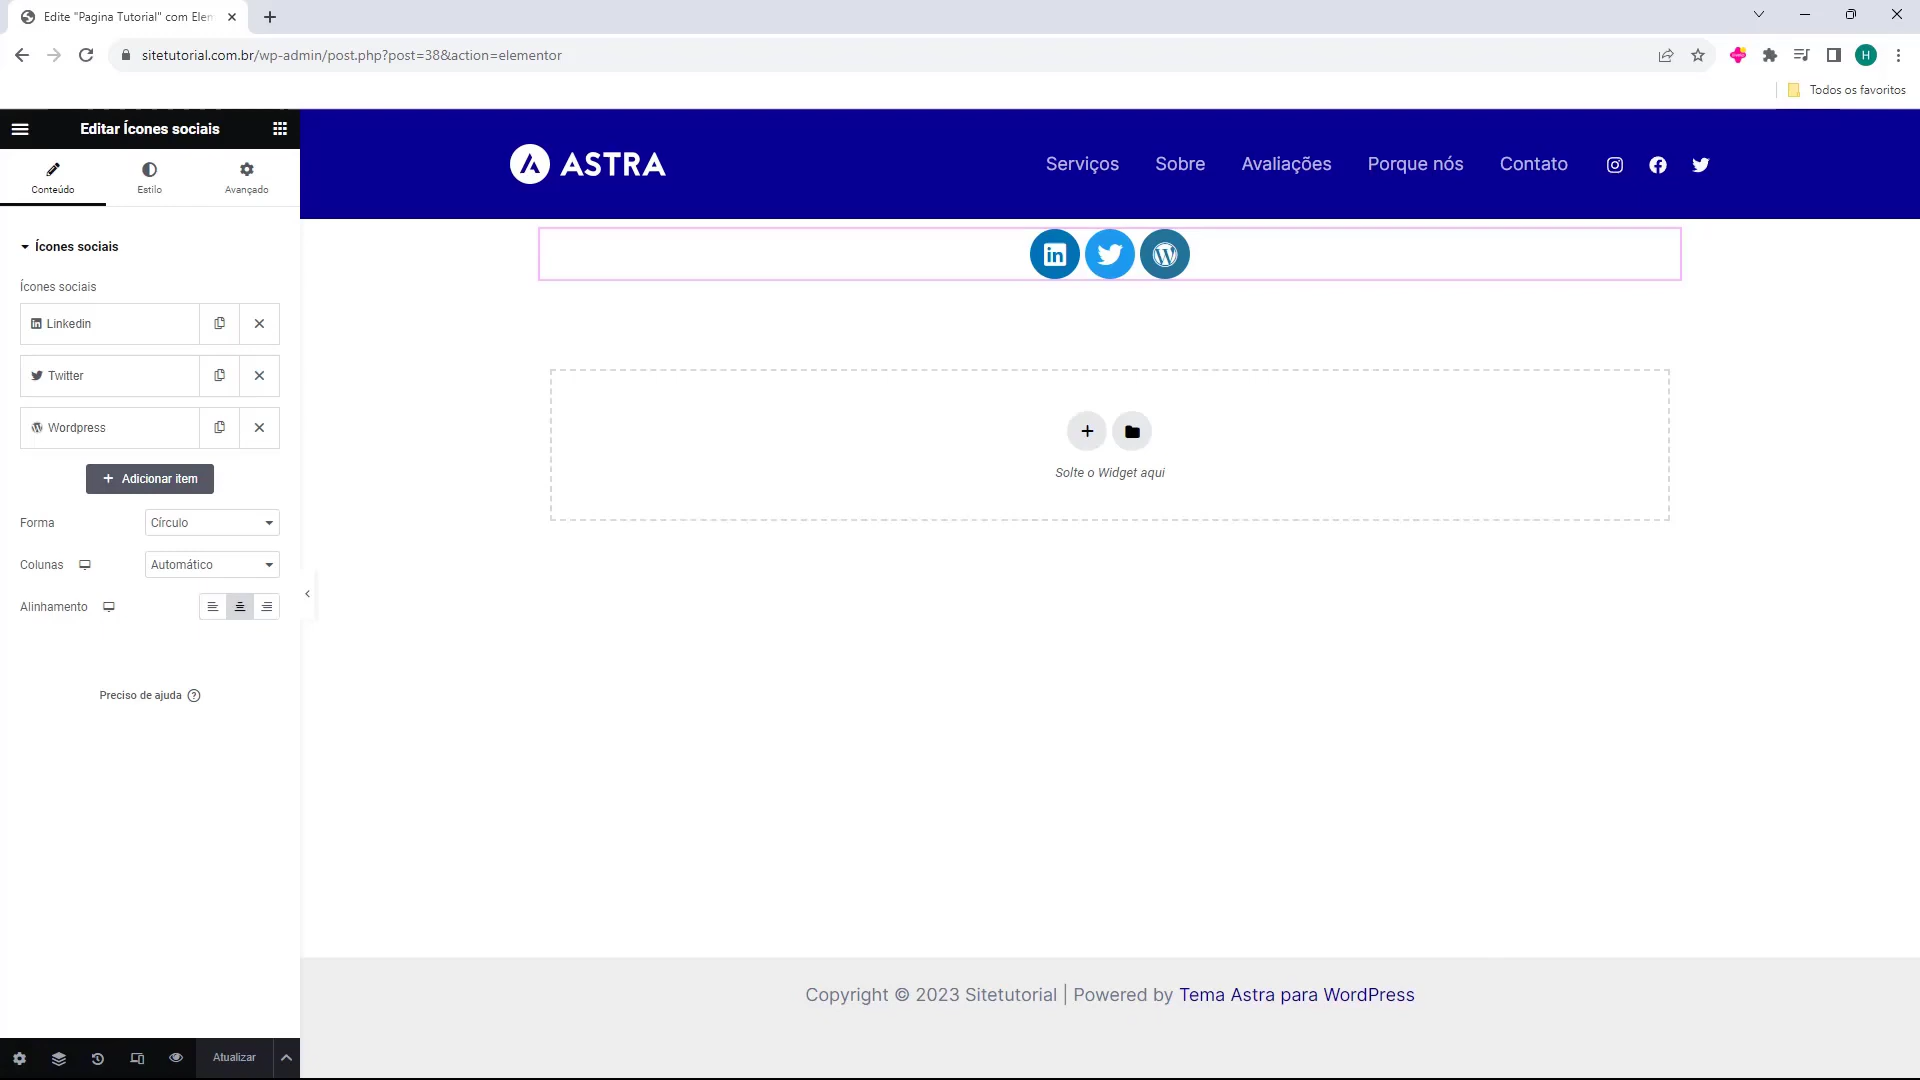 Edite "Pagina Tutorial" com Elem
sitetutorial.com.br/wp-admin/post.php?post=38&action=elementor
H
Todos os favoritos
Editar Ícones sociais
Conteúdo
Estilo
Avançado
Ícones sociais
Ícones sociais
Linkedin
Twitter
Wordpress
Adicionar item
Forma
Círculo
Colunas
Automático
Alinhamento
Preciso de ajuda
Atualizar
ASTRA
Serviços
Sobre
Avaliações
Porque nós
Contato
Solte o Widget aqui
Copyright © 2023 Sitetutorial | Powered by Tema Astra para WordPress